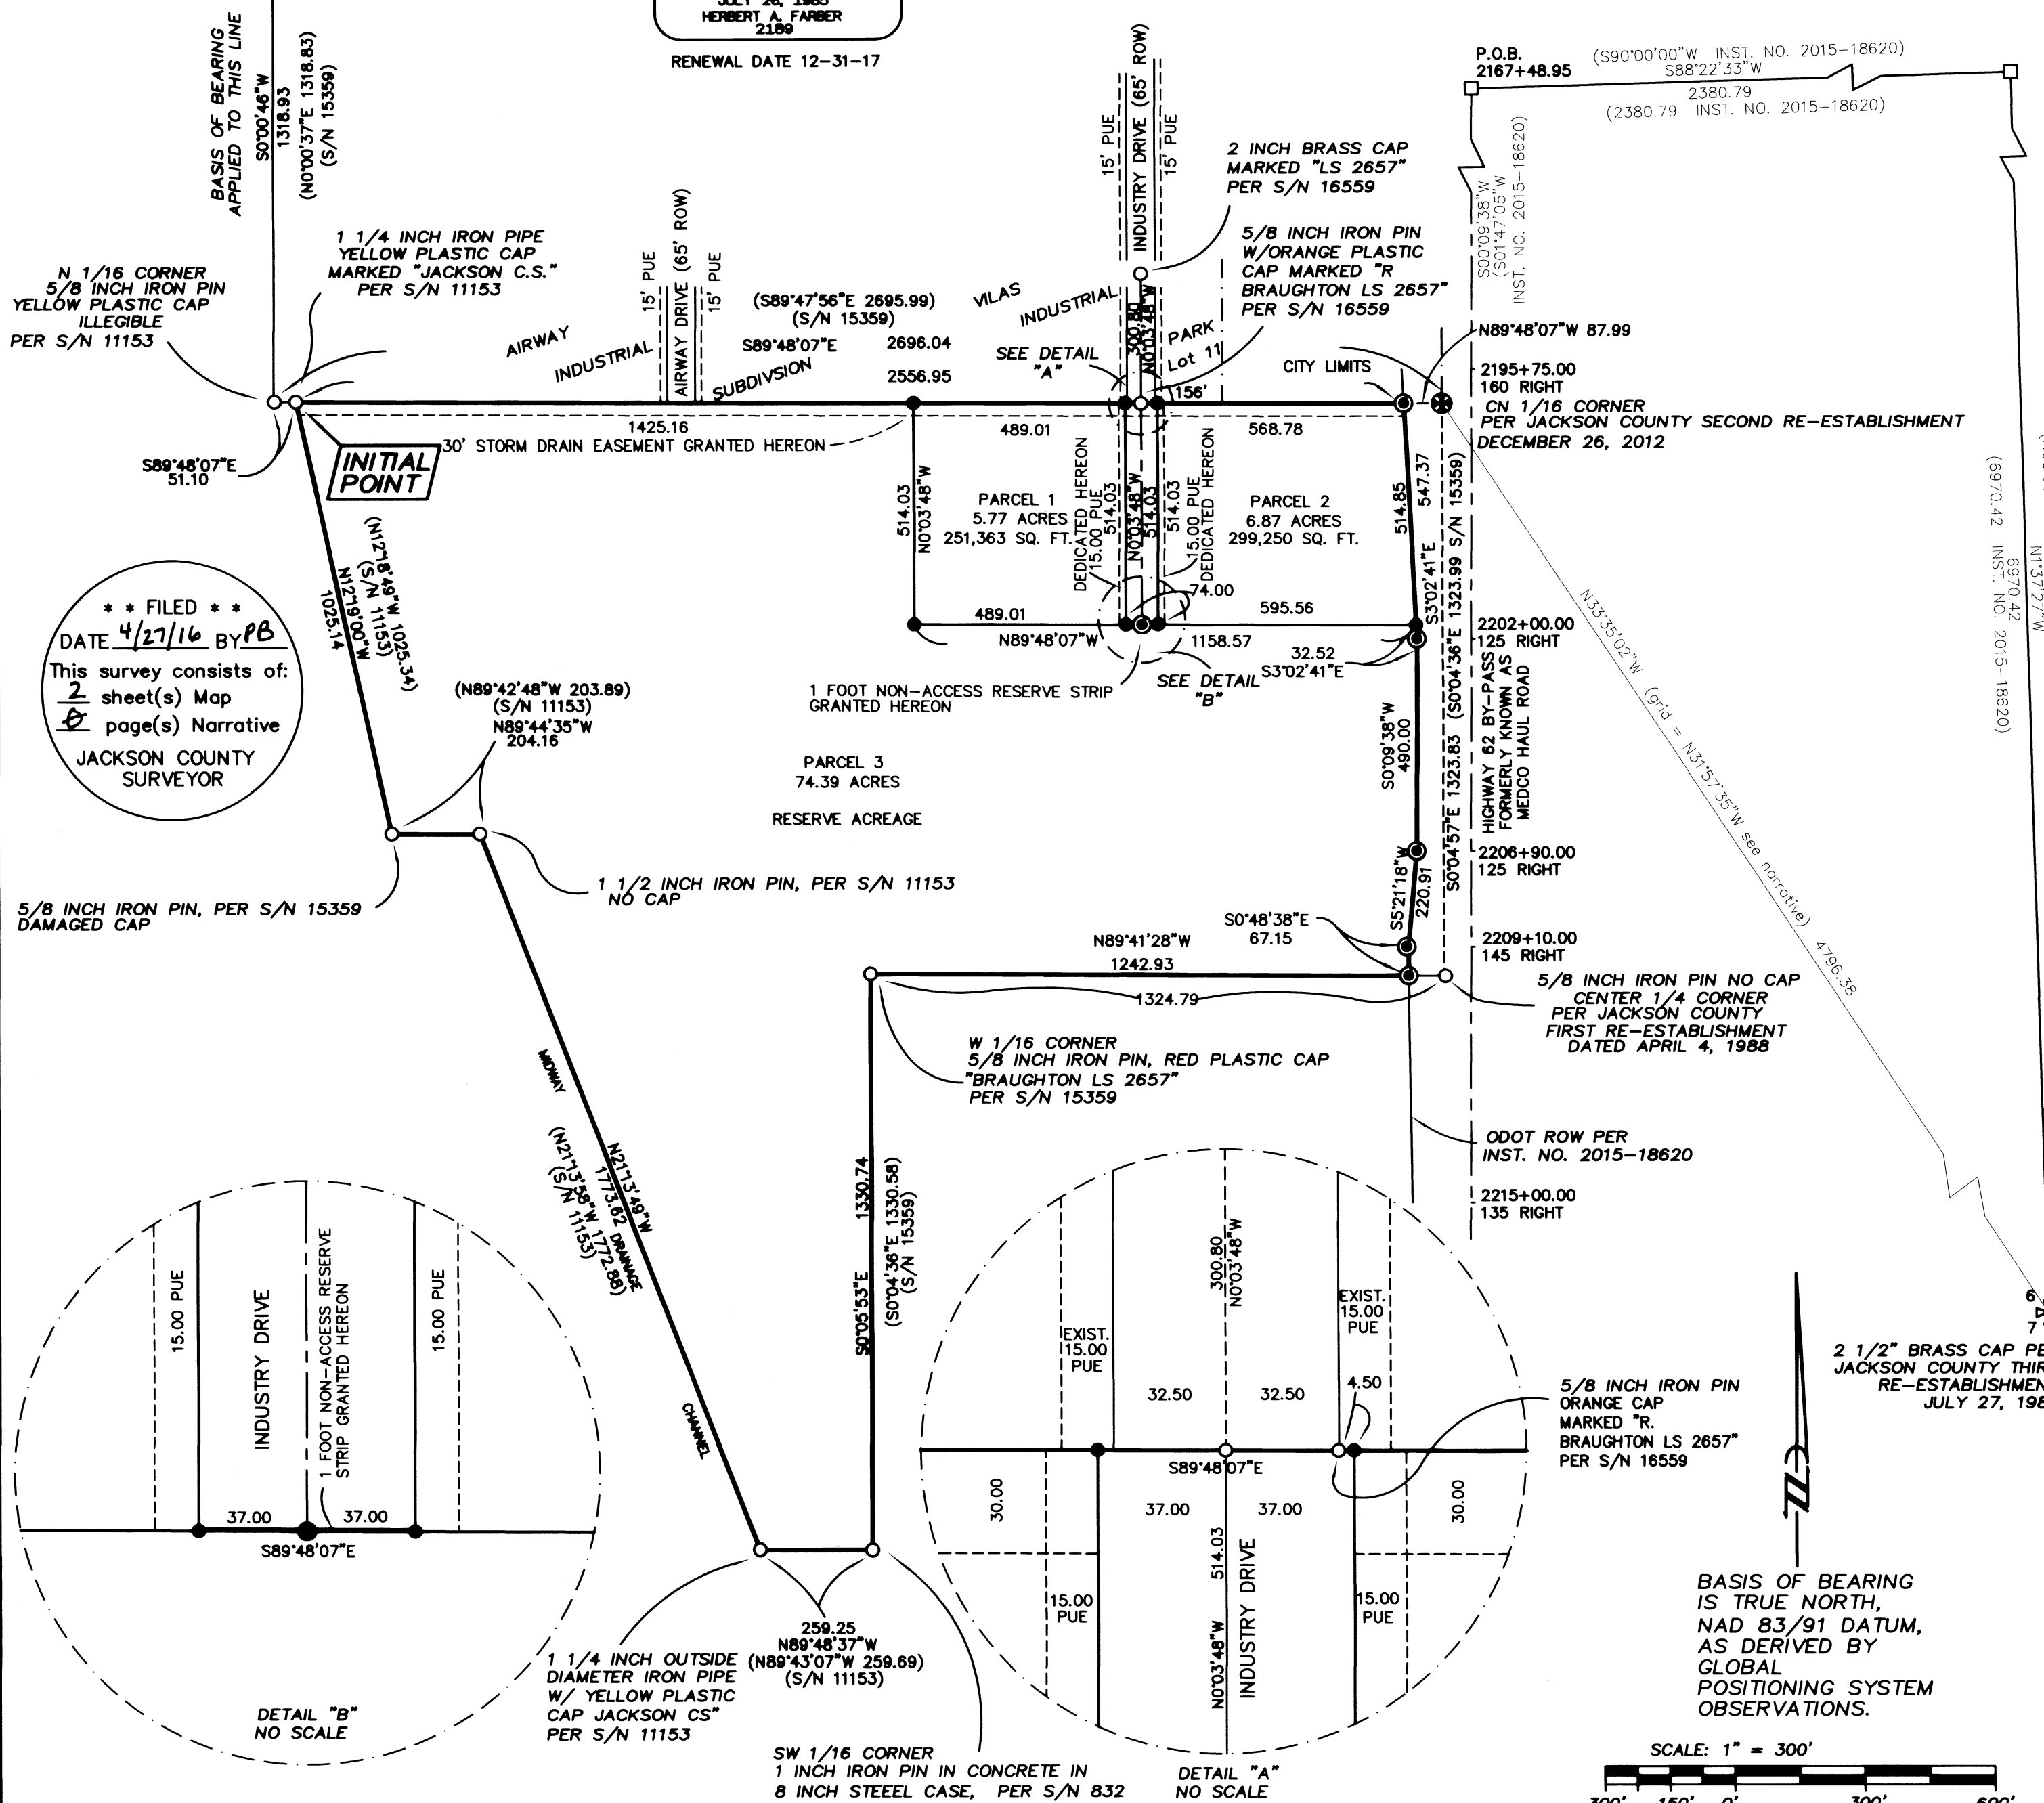 JULY 26, 1985
HERBERT A. FARBER
2189
RENEWAL DATE 12-31-17
BASIS OF BEARING
APPLIED TO THIS LINE
S0°00'46"W
1318.93
(N0°00'37"E 1318.83)
(S/N 15359)
N 1/16 CORNER
5/8 INCH IRON PIN
YELLOW PLASTIC CAP
ILLEGIBLE
PER S/N 11153
1 1/4 INCH IRON PIPE
YELLOW PLASTIC CAP
MARKED "JACKSON C.S."
PER S/N 11153
AIRWAY
INDUSTRIAL
SUBDIVSION
15' PUE
AIRWAY DRIVE (65' ROW)
15' PUE
(S89°47'56"E 2695.99)
(S/N 15359)
S89°48'07"E 2696.04
2556.95
VILAS
INDUSTRIAL
PARK
Lot 11
15' PUE
INDUSTRY DRIVE (65' ROW)
15' PUE
300.80
N0°03'48"W
2 INCH BRASS CAP
MARKED "LS 2657"
PER S/N 16559
5/8 INCH IRON PIN
W/ORANGE PLASTIC
CAP MARKED "R
BRAUGHTON LS 2657"
PER S/N 16559
SEE DETAIL
"A"
156'
CITY LIMITS
P.O.B.
2167+48.95
(S90°00'00"W INST. NO. 2015-18620)
S88°22'33"W
2380.79
(2380.79 INST. NO. 2015-18620)
S00°09'38"W
(S01°47'05"W
INST. NO. 2015-18620)
N89°48'07"W 87.99
2195+75.00
160 RIGHT
CN 1/16 CORNER
PER JACKSON COUNTY SECOND RE-ESTABLISHMENT
DECEMBER 26, 2012
N1°37'27"W
6970.42
(6970.42 INST. NO. 2015-18620)
S89°48'07"E
51.10
INITIAL
POINT
1425.16
30' STORM DRAIN EASEMENT GRANTED HEREON
489.01
568.78
514.03
N0°03'48"W
PARCEL 1
5.77 ACRES
251,363 SQ. FT.
DEDICATED HEREON
15.00 PUE
514.03
N0°03'48"W
514.03
514.03
15.00 PUE
DEDICATED HEREON
PARCEL 2
6.87 ACRES
299,250 SQ. FT.
514.85
547.37
S3°02'41"E
74.00
489.01
595.56
N89°48'07"W
1158.57
32.52
S3°02'41"E
SEE DETAIL
"B"
1 FOOT NON-ACCESS RESERVE STRIP
GRANTED HEREON
2202+00.00
125 RIGHT
S0°04'57"E 1323.83 (S0°04'36"E 1323.99 S/N 15359)
HIGHWAY 62 BY-PASS
FORMERLY KNOWN AS
MEDCO HAUL ROAD
N33°35'02"W (grid = N31°57'35"W see narrative) 4796.38
(N12°18'49"W 1025.34)
(S/N 11153)
N12°19'00"W
1025.14
* * FILED * *
DATE 4/27/16 BY PB
This survey consists of:
2 sheet(s) Map
0 page(s) Narrative
JACKSON COUNTY
SURVEYOR
(N89°42'48"W 203.89)
(S/N 11153)
N89°44'35"W
204.16
PARCEL 3
74.39 ACRES
RESERVE ACREAGE
S0°09'38"W
490.00
2206+90.00
125 RIGHT
S5°21'18"W
220.91
5/8 INCH IRON PIN, PER S/N 15359
DAMAGED CAP
1 1/2 INCH IRON PIN, PER S/N 11153
NO CAP
S0°48'38"E
67.15
2209+10.00
145 RIGHT
N89°41'28"W
1242.93
1324.79
5/8 INCH IRON PIN NO CAP
CENTER 1/4 CORNER
PER JACKSON COUNTY
FIRST RE-ESTABLISHMENT
DATED APRIL 4, 1988
W 1/16 CORNER
5/8 INCH IRON PIN, RED PLASTIC CAP
"BRAUGHTON LS 2657"
PER S/N 15359
ODOT ROW PER
INST. NO. 2015-18620
2215+00.00
135 RIGHT
MIDWAY
DRAINAGE
CHANNEL
N21°13'49"W
1773.62
(N21°13'58"W 1772.88)
(S/N 11153)
S0°05'53"E 1330.74
(S0°04'36"E 1330.58)
(S/N 15359)
15.00 PUE
INDUSTRY DRIVE
1 FOOT NON-ACCESS RESERVE
STRIP GRANTED HEREON
15.00 PUE
37.00
37.00
S89°48'07"E
DETAIL "B"
NO SCALE
300.80
N0°03'48"W
EXIST.
15.00
PUE
EXIST.
15.00
PUE
32.50
32.50
4.50
S89°48'07"E
30.00
37.00
37.00
30.00
514.03
N0°03'48"W
INDUSTRY DRIVE
15.00
PUE
15.00
PUE
5/8 INCH IRON PIN
ORANGE CAP
MARKED "R.
BRAUGHTON LS 2657"
PER S/N 16559
DETAIL "A"
NO SCALE
259.25
N89°48'37"W
(N89°43'07"W 259.69)
(S/N 11153)
1 1/4 INCH OUTSIDE
DIAMETER IRON PIPE
W/ YELLOW PLASTIC
CAP JACKSON CS"
PER S/N 11153
SW 1/16 CORNER
1 INCH IRON PIN IN CONCRETE IN
8 INCH STEEEL CASE, PER S/N 832
6
7
2 1/2" BRASS CAP PE
JACKSON COUNTY THIR
RE-ESTABLISHMEN
JULY 27, 198
BASIS OF BEARING
IS TRUE NORTH,
NAD 83/91 DATUM,
AS DERIVED BY
GLOBAL
POSITIONING SYSTEM
OBSERVATIONS.
SCALE: 1" = 300'
300' 150' 0' 300' 600'